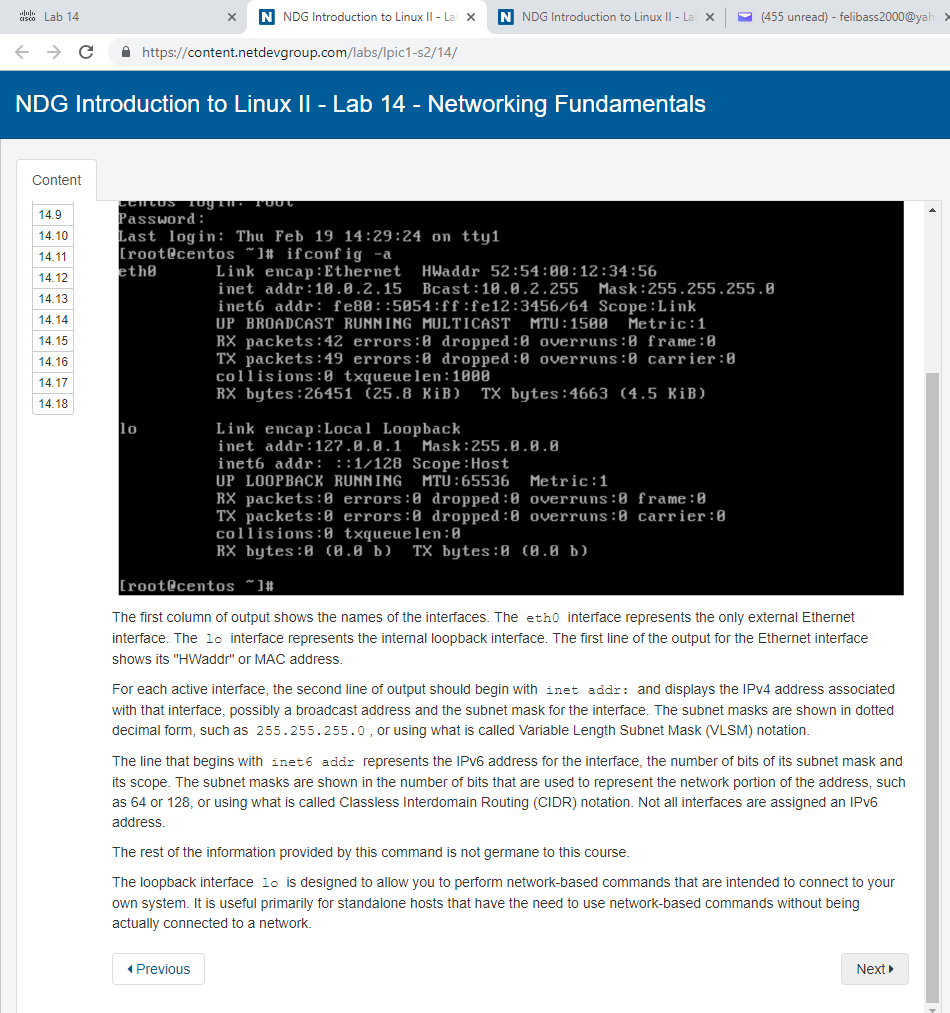 cisco Lab 14
NDG Introduction to Linux II - La
NDG Introduction to Linux II - La
(455 unread) - felibass2000@yah
https://content.netdevgroup.com/labs/lpic1-s2/14/
NDG Introduction to Linux II - Lab 14 - Networking Fundamentals
Content
14.9
14.10
14.11
14.12
14.13
14.14
14.15
14.16
14.17
14.18
Centos login: root
Password:
Last login: Thu Feb 19 14:29:24 on tty1
[root@centos ~]# ifconfig -a
eth0 Link encap:Ethernet HWaddr 52:54:00:12:34:56
inet addr:10.0.2.15 Bcast:10.0.2.255 Mask:255.255.255.0
inet6 addr: fe80::5054:ff:fe12:3456/64 Scope:Link
UP BROADCAST RUNNING MULTICAST MTU:1500 Metric:1
RX packets:42 errors:0 dropped:0 overruns:0 frame:0
TX packets:49 errors:0 dropped:0 overruns:0 carrier:0
collisions:0 txqueuelen:1000
RX bytes:26451 (25.8 KiB) TX bytes:4663 (4.5 KiB)
lo Link encap:Local Loopback
inet addr:127.0.0.1 Mask:255.0.0.0
inet6 addr: ::1/128 Scope:Host
UP LOOPBACK RUNNING MTU:65536 Metric:1
RX packets:0 errors:0 dropped:0 overruns:0 frame:0
TX packets:0 errors:0 dropped:0 overruns:0 carrier:0
collisions:0 txqueuelen:0
RX bytes:0 (0.0 b) TX bytes:0 (0.0 b)
[root@centos ~]#
The first column of output shows the names of the interfaces. The eth0 interface represents the only external Ethernet
interface. The lo interface represents the internal loopback interface. The first line of the output for the Ethernet interface
shows its "HWaddr" or MAC address.
For each active interface, the second line of output should begin with inet addr: and displays the IPv4 address associated
with that interface, possibly a broadcast address and the subnet mask for the interface. The subnet masks are shown in dotted
decimal form, such as 255.255.255.0, or using what is called Variable Length Subnet Mask (VLSM) notation.
The line that begins with inet6 addr represents the IPv6 address for the interface, the number of bits of its subnet mask and
its scope. The subnet masks are shown in the number of bits that are used to represent the network portion of the address, such
as 64 or 128, or using what is called Classless Interdomain Routing (CIDR) notation. Not all interfaces are assigned an IPv6
address.
The rest of the information provided by this command is not germane to this course.
The loopback interface lo is designed to allow you to perform network-based commands that are intended to connect to your
own system. It is useful primarily for standalone hosts that have the need to use network-based commands without being
actually connected to a network.
Previous
Next